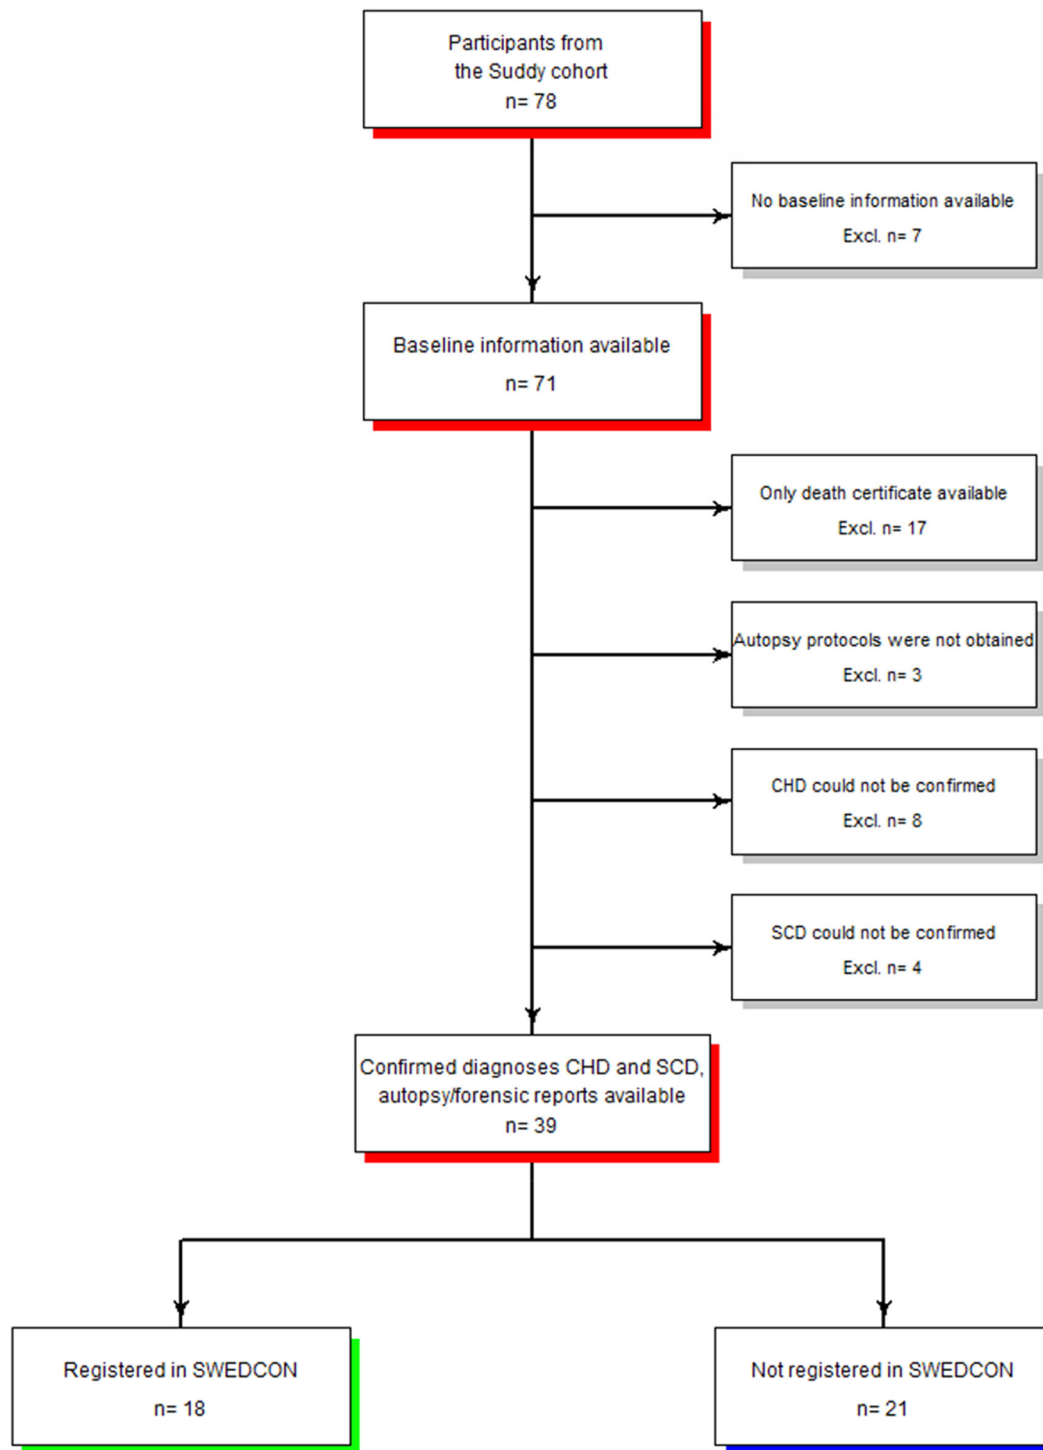 Participants from
the Suddy cohort
n= 78
No baseline information available
Excl. n= 7
Baseline information available
n= 71
Only death certificate available
Excl. n= 17
Autopsy protocols were not obtained
Excl. n= 3
CHD could not be confirmed
Excl. n= 8
SCD could not be confirmed
Excl. n= 4
Confirmed diagnoses CHD and SCD,
autopsy/forensic reports available
n= 39
Registered in SWEDCON
n= 18
Not registered in SWEDCON
n= 21